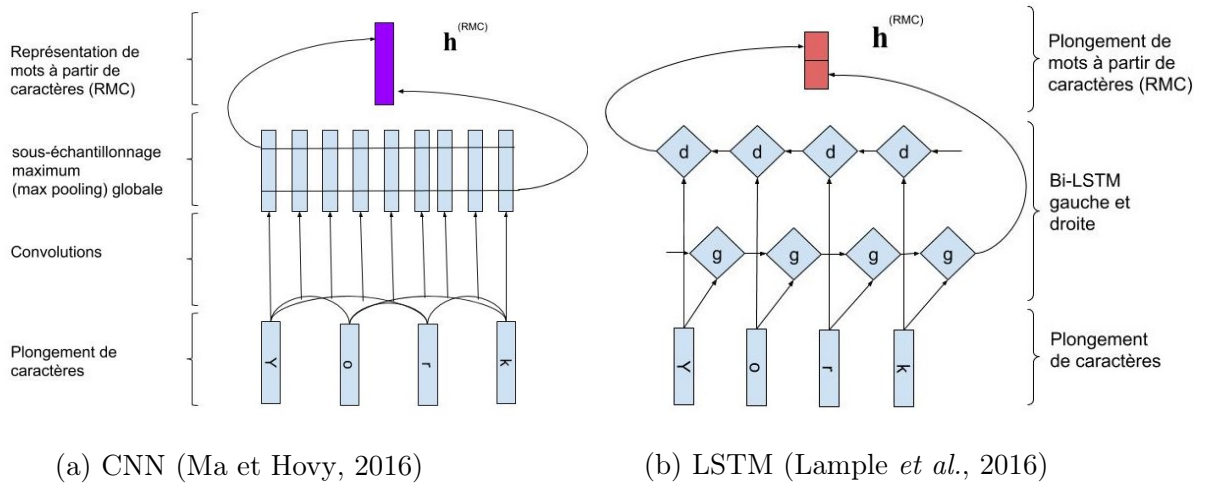 Représentation de
mots à partir de
caractères (RMC)
h (RMC)
sous-échantillonnage
maximum
(max pooling) globale
Convolutions
Plongement de
caractères
Y o r k
(a) CNN (Ma et Hovy, 2016)
h (RMC)
Plongement de
mots à partir de
caractères (RMC)
d d d d
Bi-LSTM
gauche et
droite
g g g g
Y o r k
Plongement
de caractères
(b) LSTM (Lample et al., 2016)